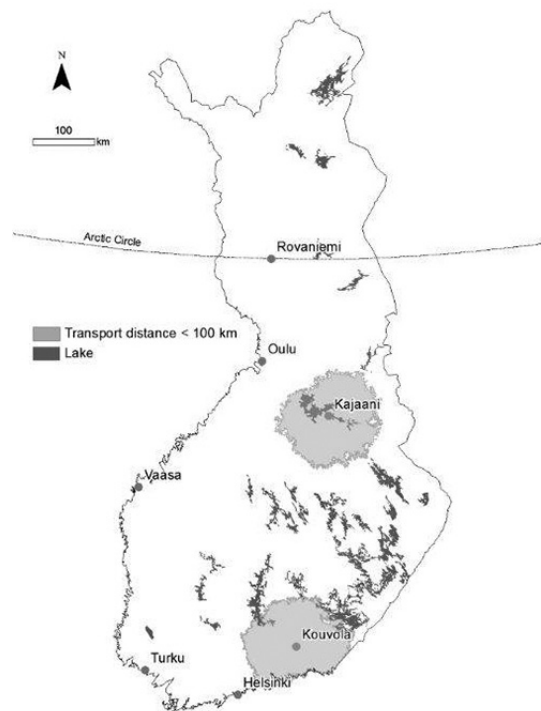 N
100
km
Arctic Circle
Rovaniemi
Transport distance < 100 km
Lake
Oulu
Kajaani
Vaasa
Kouvola
Turku
Helsinki